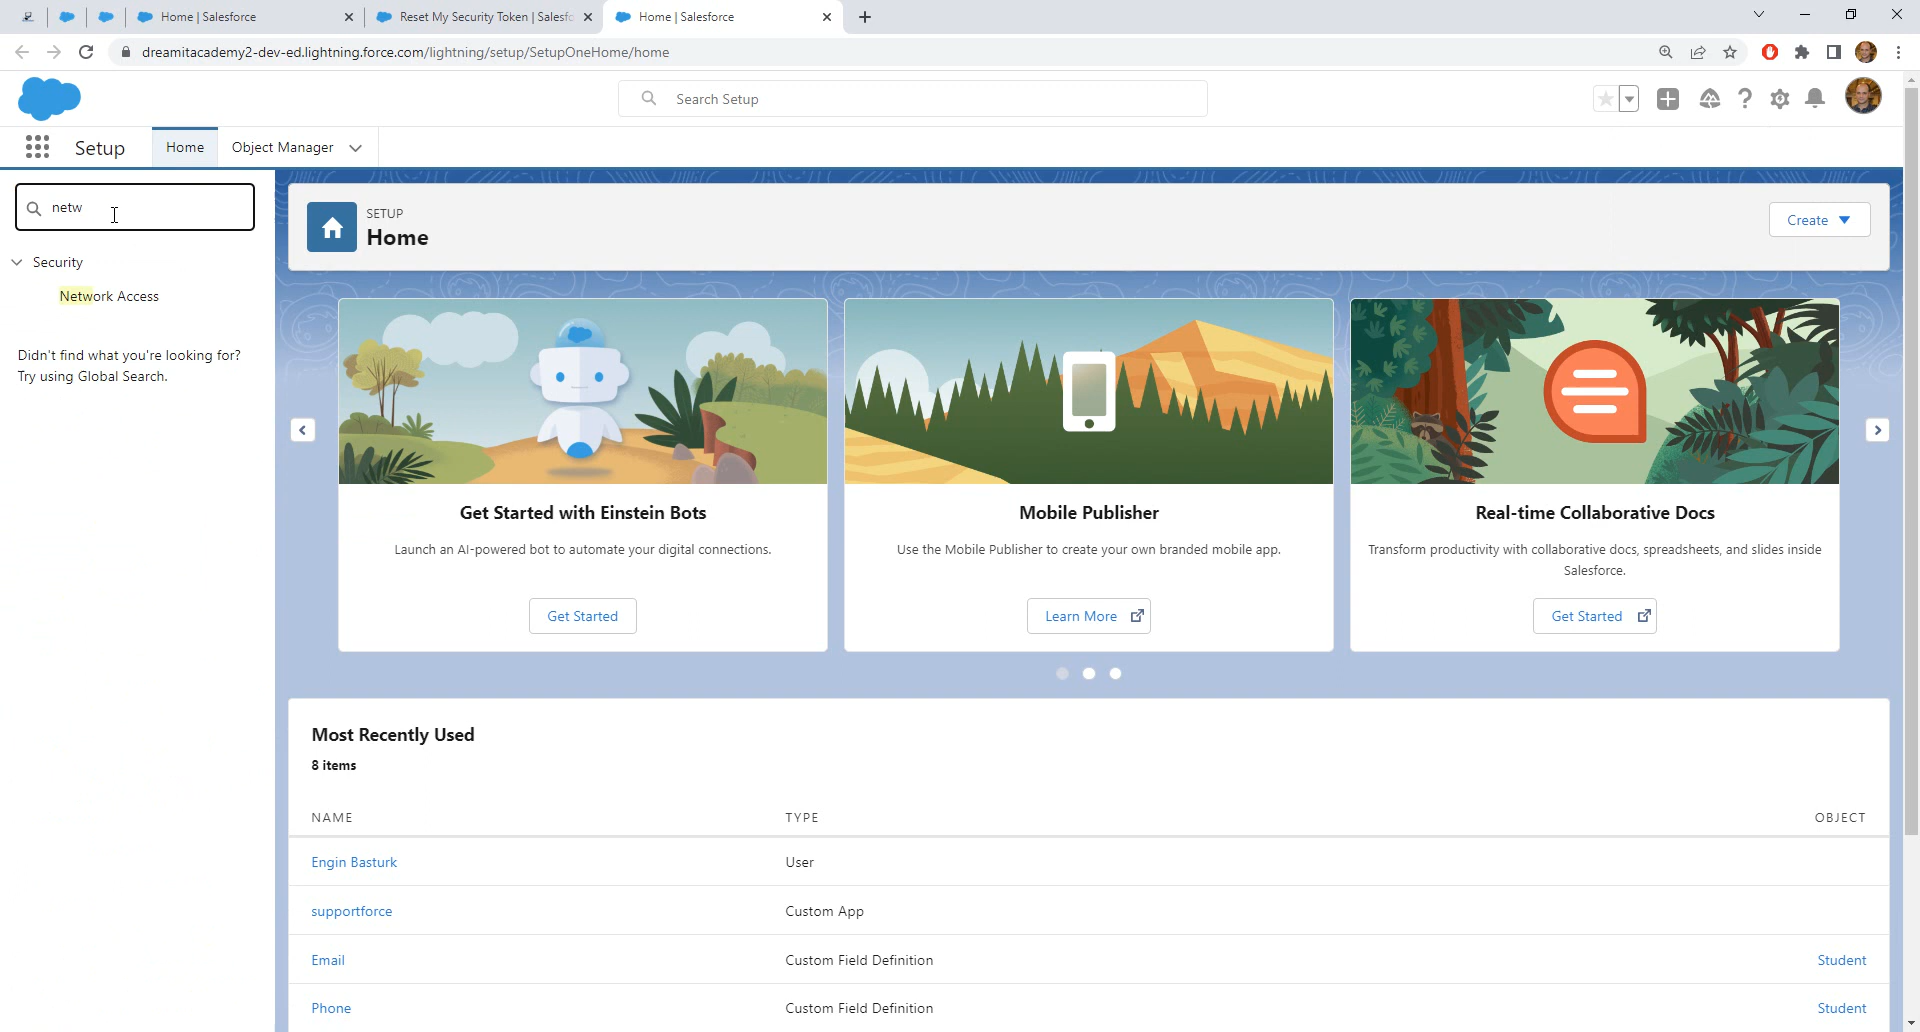 Home | Salesforce
Reset My Security Token | Salesfc
Home | Salesforce
dreamitacademy2-dev-ed.lightning.force.com/lightning/setup/SetupOneHome/home
Search Setup
Setup
Home
Object Manager
netw
Security
Network Access
Didn't find what you're looking for?
Try using Global Search.
SETUP
Home
Create
Get Started with Einstein Bots
Launch an AI-powered bot to automate your digital connections.
Get Started
Mobile Publisher
Use the Mobile Publisher to create your own branded mobile app.
Learn More
Real-time Collaborative Docs
Transform productivity with collaborative docs, spreadsheets, and slides inside
Salesforce.
Get Started
Most Recently Used
8 items
NAME TYPE OBJECT
Engin Basturk User
supportforce Custom App
Email Custom Field Definition Student
Phone Custom Field Definition Student